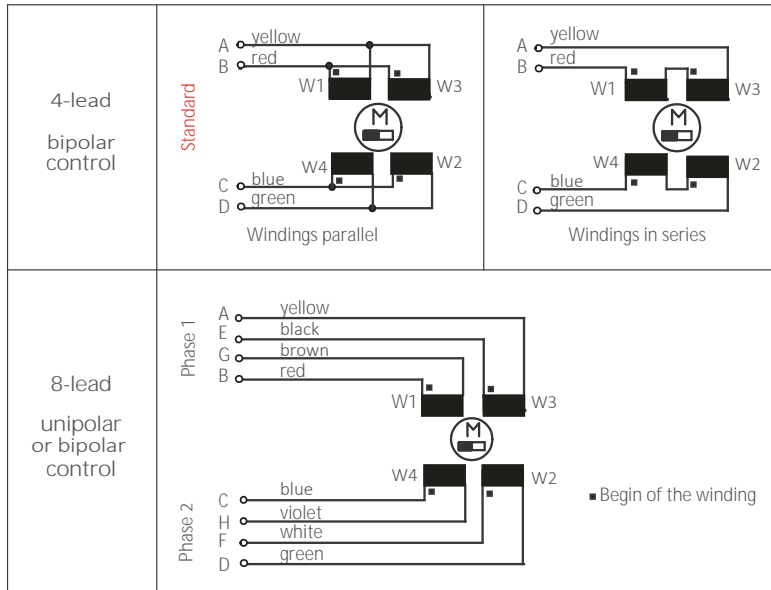 4-lead
bipolar
control
Standard
A yellow
B red
W1 W3
M
W4 W2
C blue
D green
Windings parallel
A yellow
B red
W1 W3
M
W4 W2
C blue
D green
Windings in series
8-lead
unipolar
or bipolar
control
Phase 1
A yellow
E black
G brown
B red
W1 W3
M
W4 W2
Phase 2
C blue
H violet
F white
D green
Begin of the winding